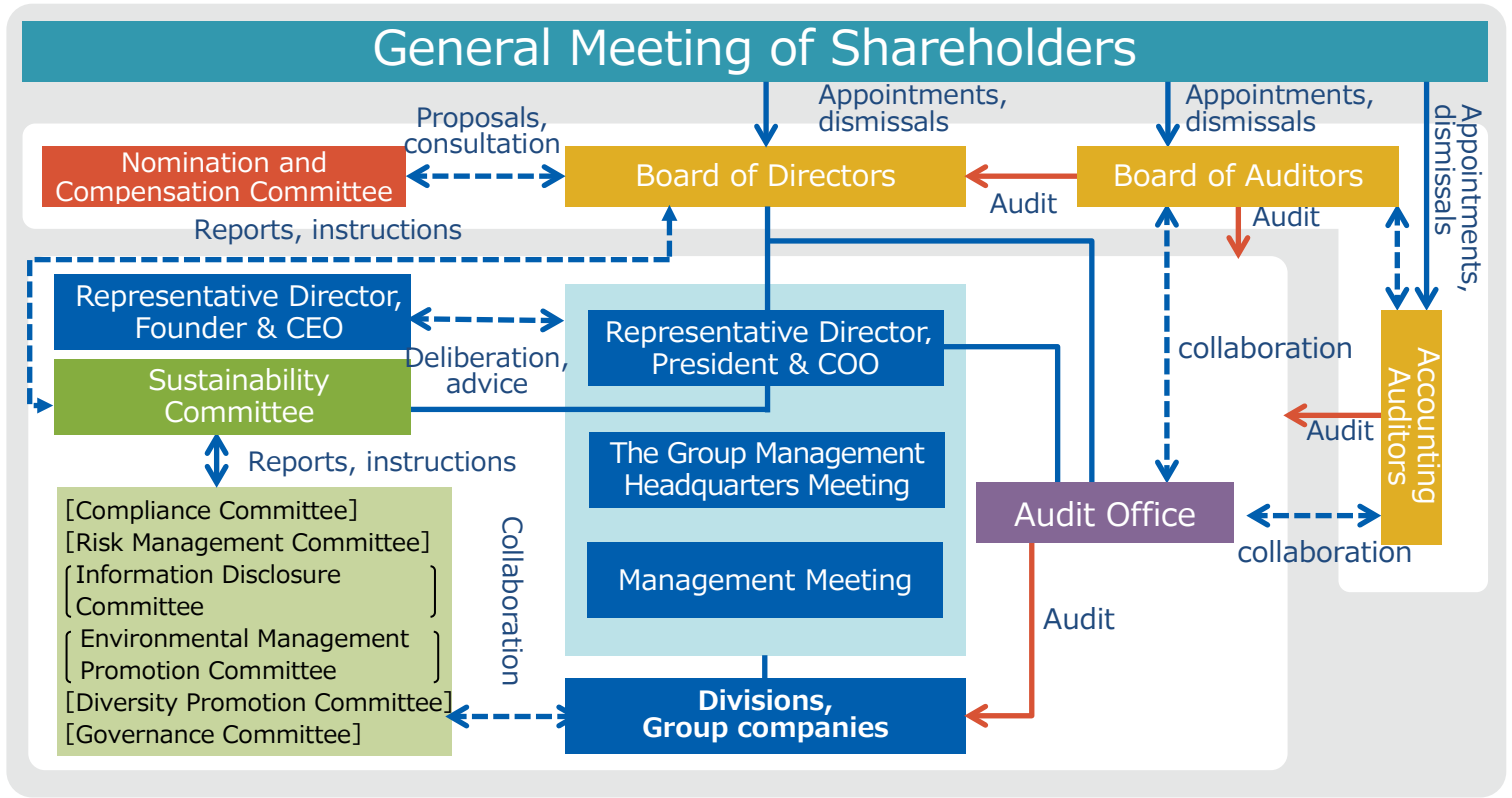 General Meeting of Shareholders
Appointments,
dismissals
Appointments,
dismissals
Appointments,
dismissals
Proposals,
consultation
Nomination and
Compensation Committee
Board of Directors
Board of Auditors
Audit
Audit
Reports, instructions
Representative Director,
Founder & CEO
Deliberation,
advice
Representative Director,
President & COO
collaboration
Accounting
Auditors
Audit
Sustainability
Committee
Reports, instructions
The Group Management
Headquarters Meeting
Audit Office
collaboration
[Compliance Committee]
[Risk Management Committee]
Information Disclosure
Committee
Environmental Management
Promotion Committee
[Diversity Promotion Committee]
[Governance Committee]
Collaboration
Management Meeting
Audit
Divisions,
Group companies